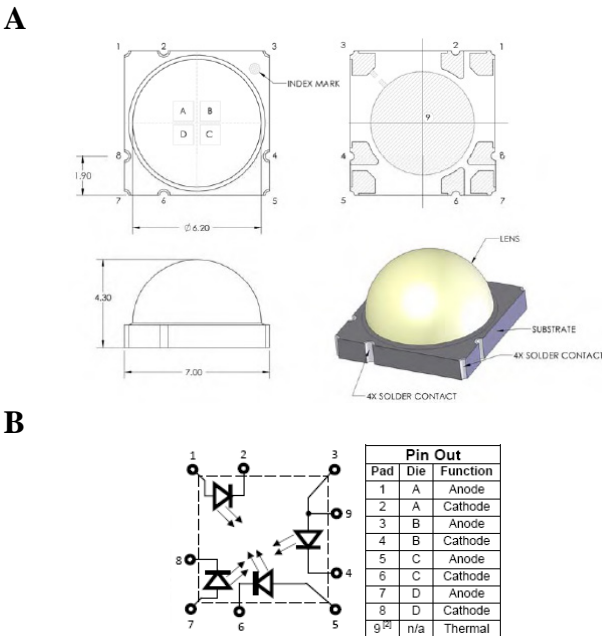 A
1 2 3
INDEX MARK
A B
D C
8 4
1.90
7 6 5
Ø6.20
3 2 1
9
4 8
5 6 7
4.30
7.00
LENS
SUBSTRATE
4X SOLDER CONTACT
4X SOLDER CONTACT
B
1 2 3
9
8
4
7 6 5
Pin Out
Pad Die Function
1 A Anode
2 A Cathode
3 B Anode
4 B Cathode
5 C Anode
6 C Cathode
7 D Anode
8 D Cathode
9 [2] n/a Thermal